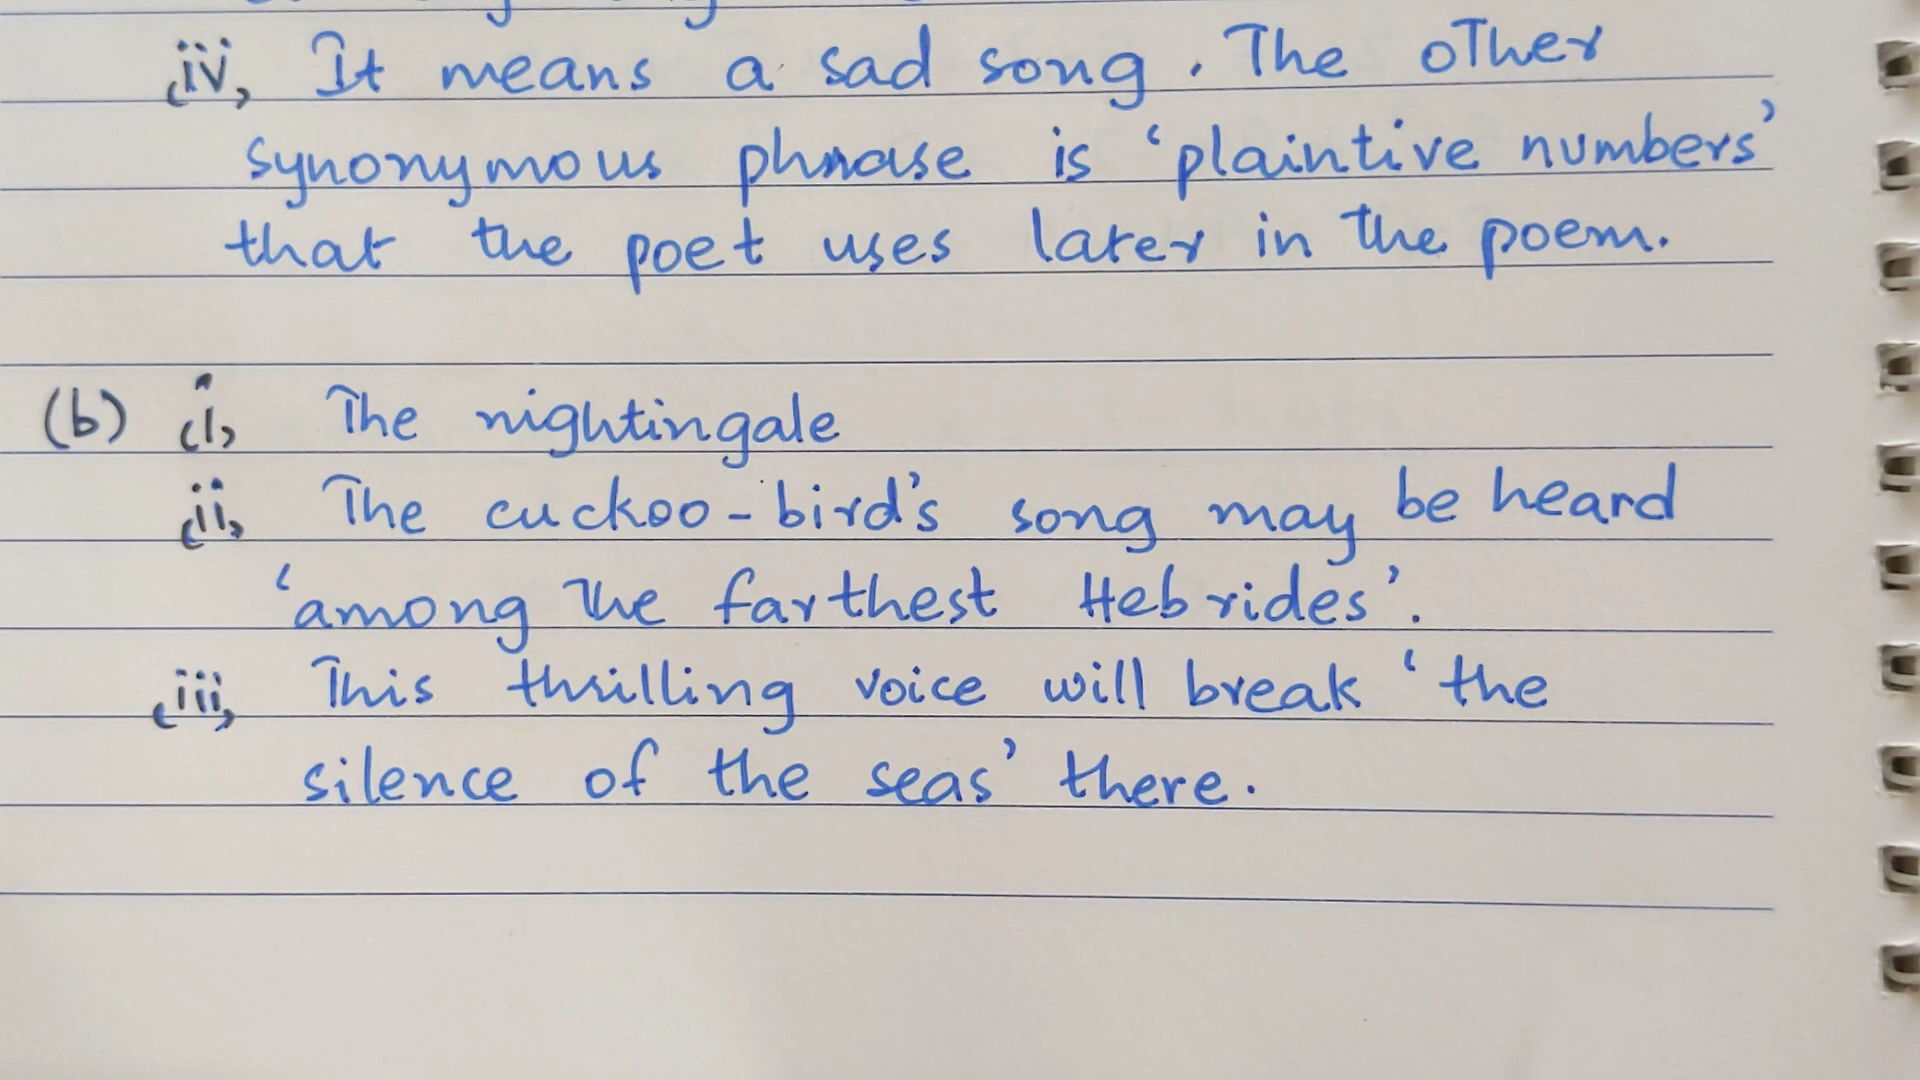 (iv) It means a sad song. The other
synonymous phrase is 'plaintive numbers'
that the poet uses later in the poem.
(b) (i) The nightingale
(ii) The cuckoo-bird's song may be heard
'among the farthest Hebrides'.
(iii) This thrilling voice will break 'the
silence of the seas' there.